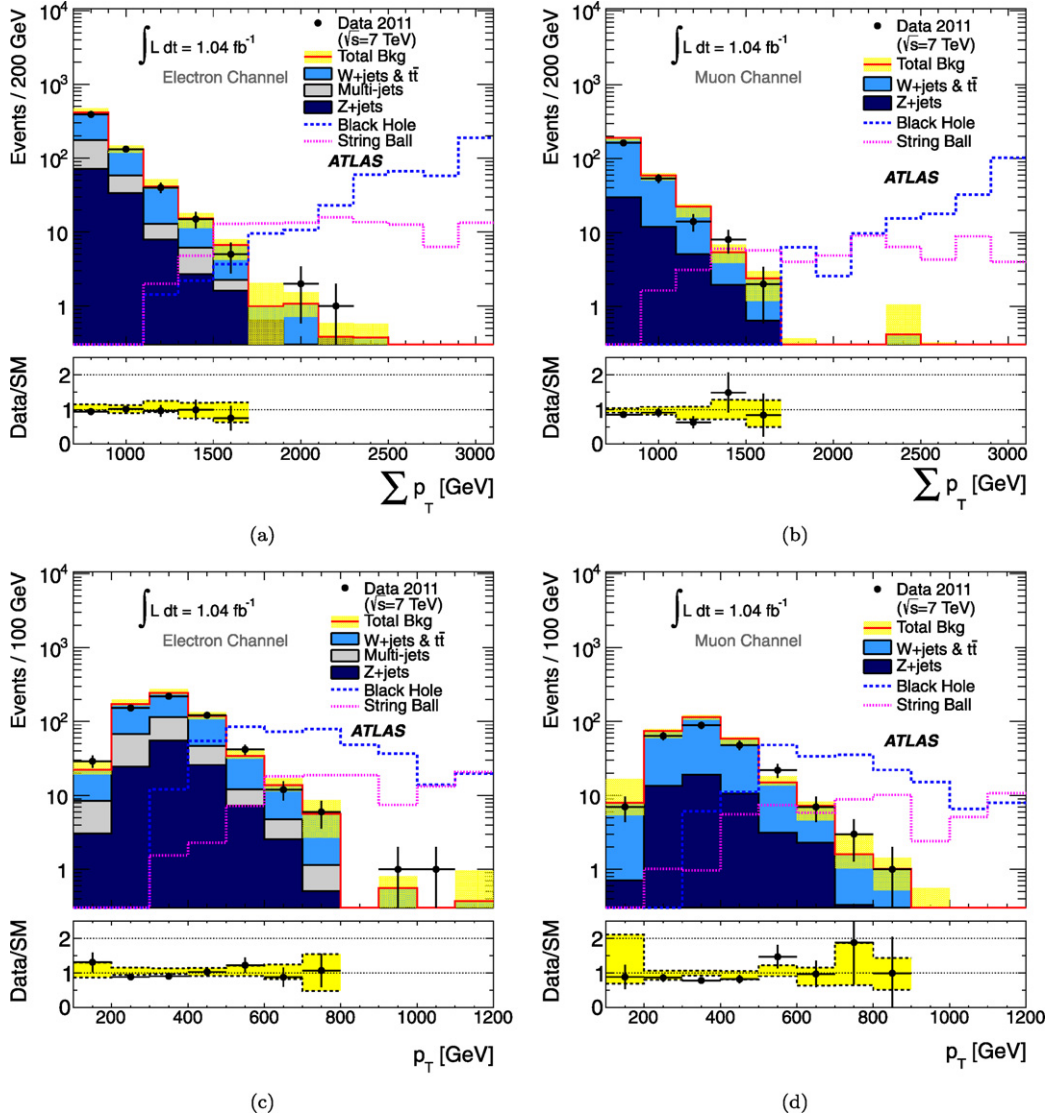 Events / 200 GeV
10⁴
10³
10²
10
1
∫ L dt = 1.04 fb⁻¹
Electron Channel
Data 2011
(√s=7 TeV)
Total Bkg
W+jets & tt̄
Multi-jets
Z+jets
Black Hole
String Ball
ATLAS
Data/SM
2
1
0
1000 1500 2000 2500 3000
∑ p_T [GeV]
(a)
Events / 200 GeV
10⁴
10³
10²
10
1
∫ L dt = 1.04 fb⁻¹
Muon Channel
Data 2011
(√s=7 TeV)
Total Bkg
W+jets & tt̄
Z+jets
Black Hole
String Ball
ATLAS
Data/SM
2
1
0
1000 1500 2000 2500 3000
∑ p_T [GeV]
(b)
Events / 100 GeV
10⁴
10³
10²
10
1
∫ L dt = 1.04 fb⁻¹
Electron Channel
Data 2011
(√s=7 TeV)
Total Bkg
W+jets & tt̄
Multi-jets
Z+jets
Black Hole
String Ball
ATLAS
Data/SM
2
1
0
200 400 600 800 1000 1200
p_T [GeV]
(c)
Events / 100 GeV
10⁴
10³
10²
10
1
∫ L dt = 1.04 fb⁻¹
Muon Channel
Data 2011
(√s=7 TeV)
Total Bkg
W+jets & tt̄
Z+jets
Black Hole
String Ball
ATLAS
Data/SM
2
1
0
200 400 600 800 1000 1200
p_T [GeV]
(d)